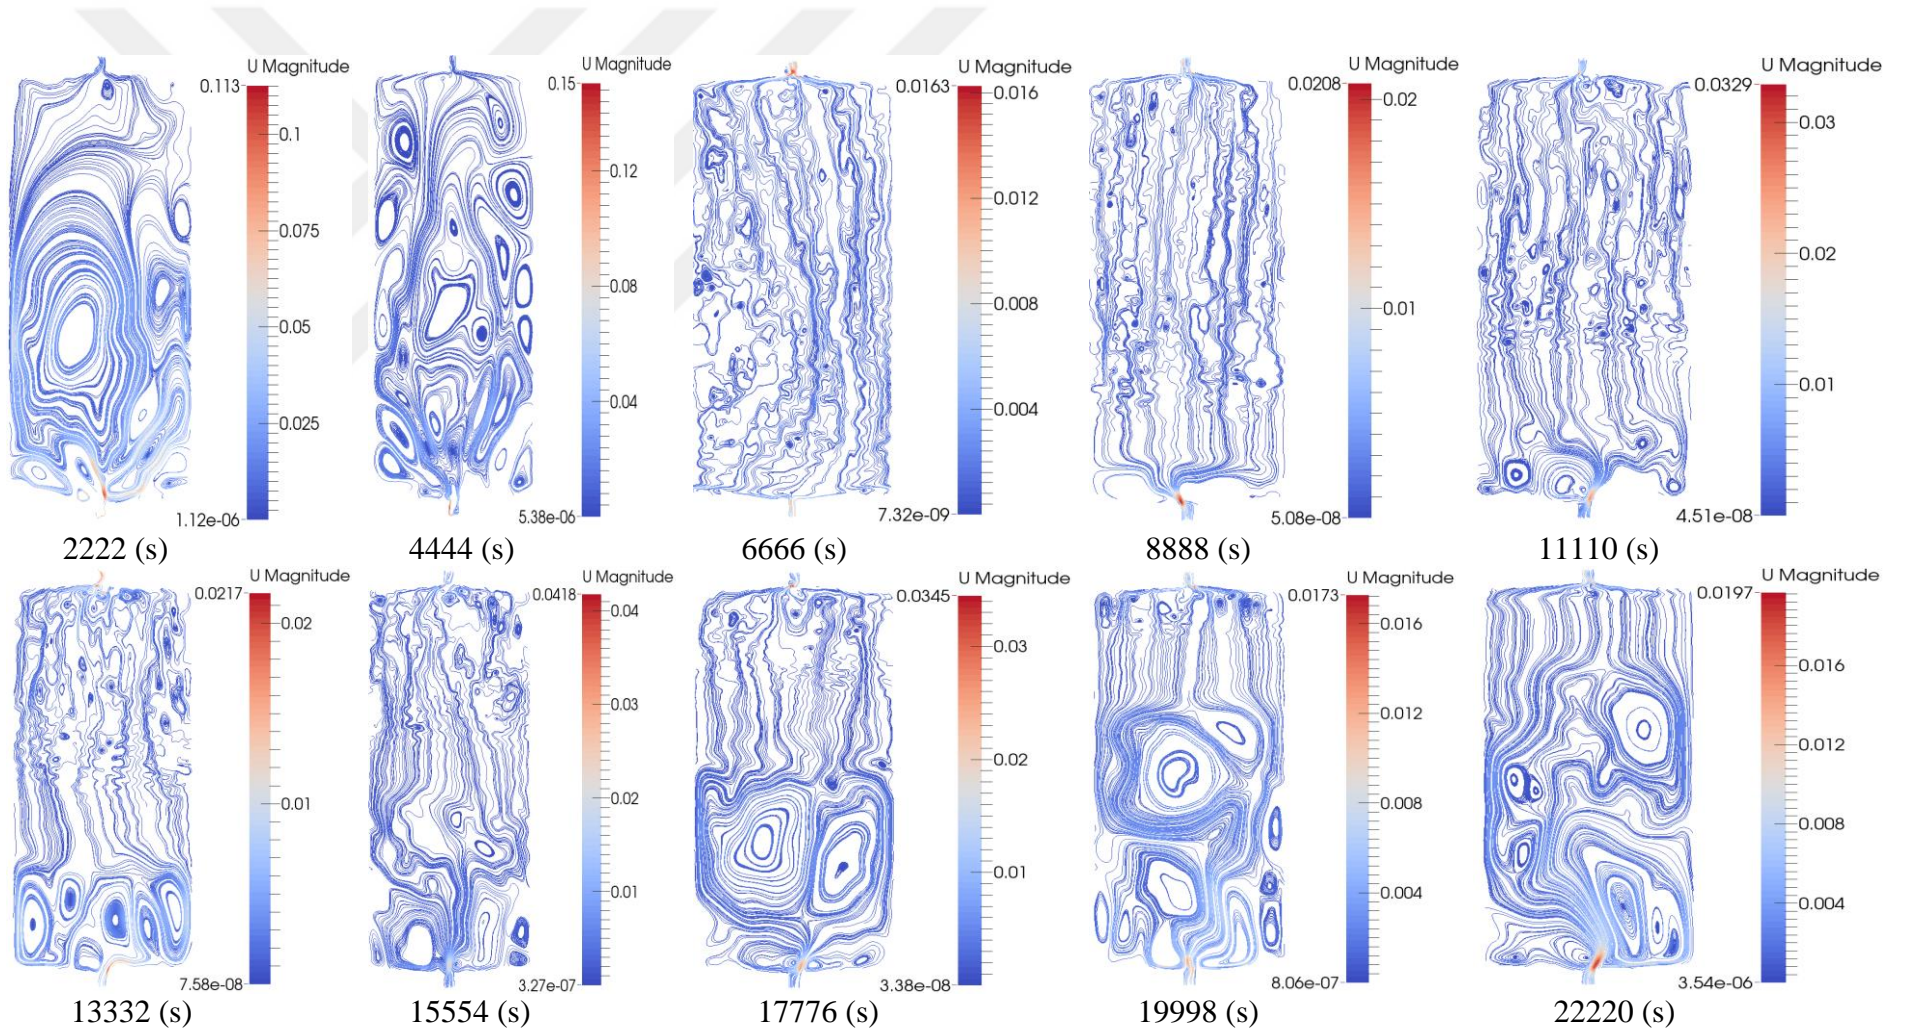 U Magnitude
0.113
0.1
0.075
0.05
0.025
1.12e-06
2222 (s)
U Magnitude
0.15
0.12
0.08
0.04
5.38e-06
4444 (s)
U Magnitude
0.0163
0.016
0.012
0.008
0.004
7.32e-09
6666 (s)
U Magnitude
0.0208
0.02
0.01
5.08e-08
8888 (s)
U Magnitude
0.0329
0.03
0.02
0.01
4.51e-08
11110 (s)
U Magnitude
0.0217
0.02
0.01
7.58e-08
13332 (s)
U Magnitude
0.0418
0.04
0.03
0.02
0.01
3.27e-07
15554 (s)
U Magnitude
0.0345
0.03
0.02
0.01
3.38e-08
17776 (s)
U Magnitude
0.0173
0.016
0.012
0.008
0.004
8.06e-07
19998 (s)
U Magnitude
0.0197
0.016
0.012
0.008
0.004
3.54e-06
22220 (s)